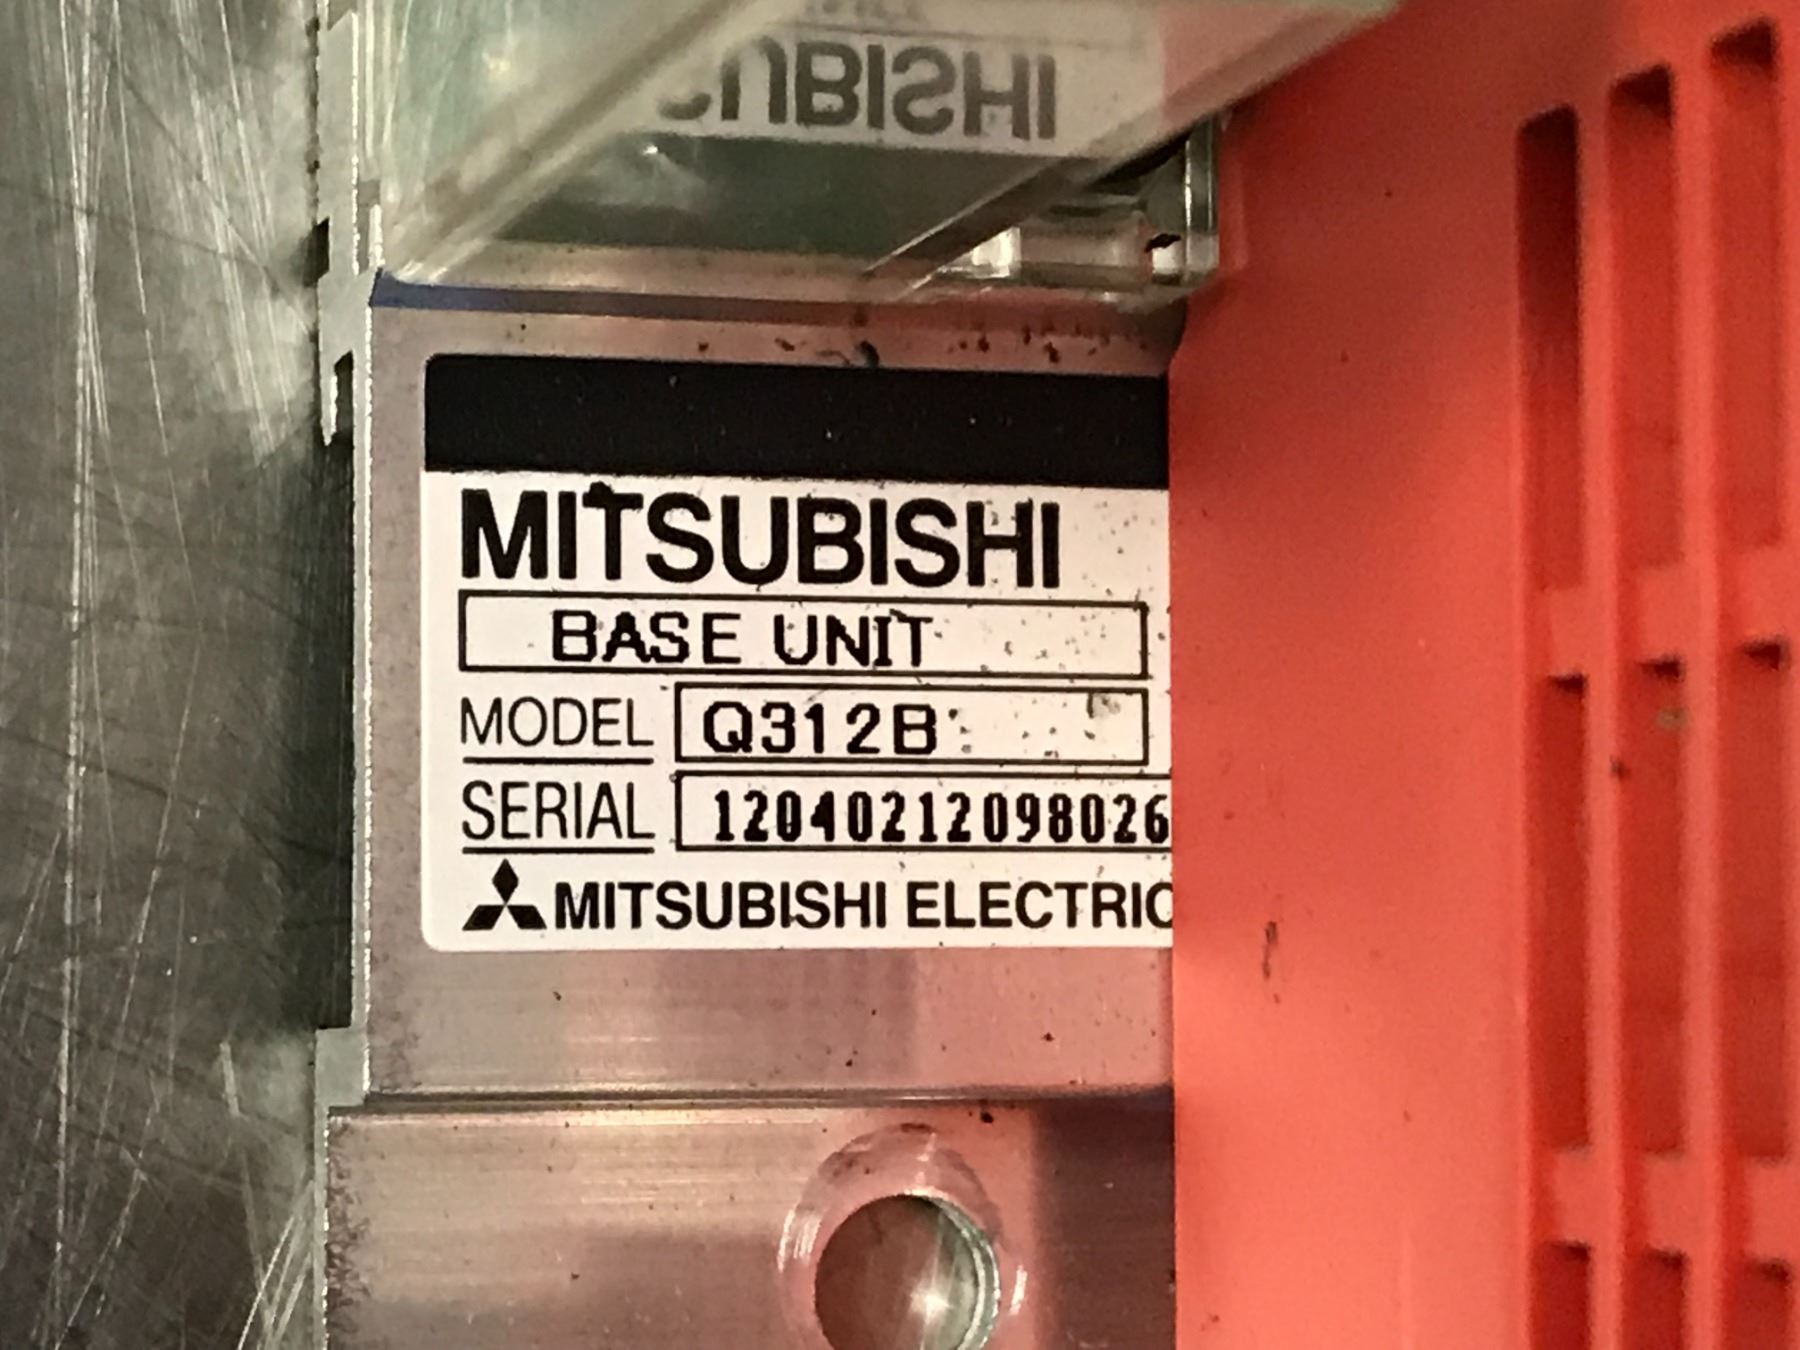 MITSUBISHI
BASE UNIT
MODEL Q312B
SERIAL 12040212098026
MITSUBISHI ELECTRIC